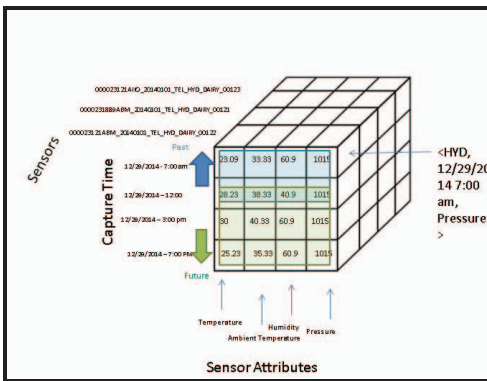 000023121AHO_20140101_TEL_HYD_DAIRY_00123
0000231889ABM_20140101_TEL_HYD_DAIRY_00121
000023121ABM_20140101_TEL_HYD_DAIRY_00122
Sensors
Past
Capture Time
12/29/2014 - 7:00 am
23.09 33.33 60.9 1015
12/29/2014 – 12:00
28.23 38.33 40.9 1015
12/29/2014 – 3:00 pm
30 40.33 60.9 1015
12/29/2014 – 7:00 PM
25.23 35.33 60.9 1015
Future
<HYD,
12/29/20
14 7:00
am,
Pressure
>
Temperature
Ambient Temperature
Humidity
Pressure
Sensor Attributes